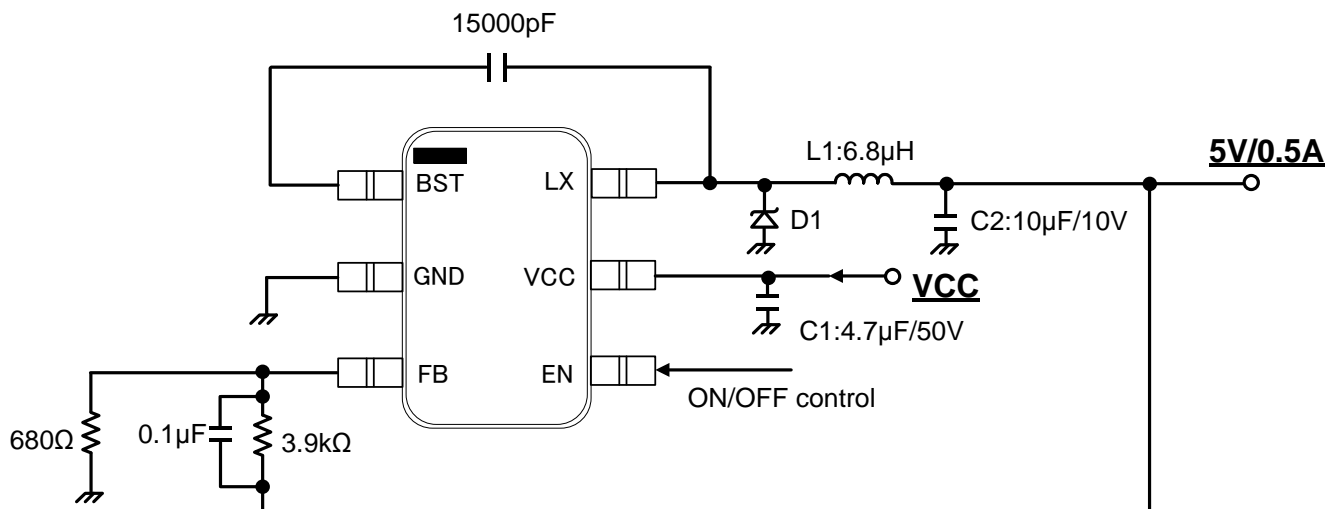 15000pF
L1:6.8µH
5V/0.5A
BST
LX
D1
C2:10µF/10V
GND
VCC
VCC
C1:4.7µF/50V
FB
EN
ON/OFF control
680Ω
0.1µF
3.9kΩ